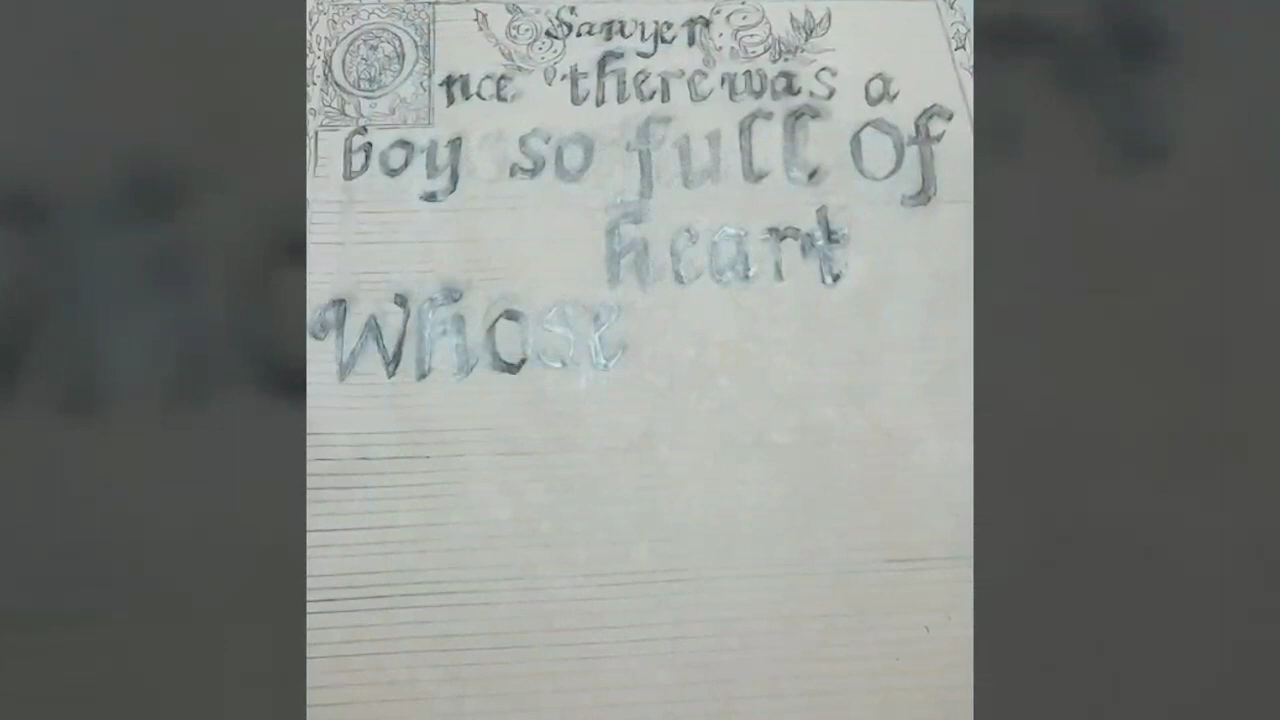 Sawyer
Once there was a
boy so full Of
heart
Whose